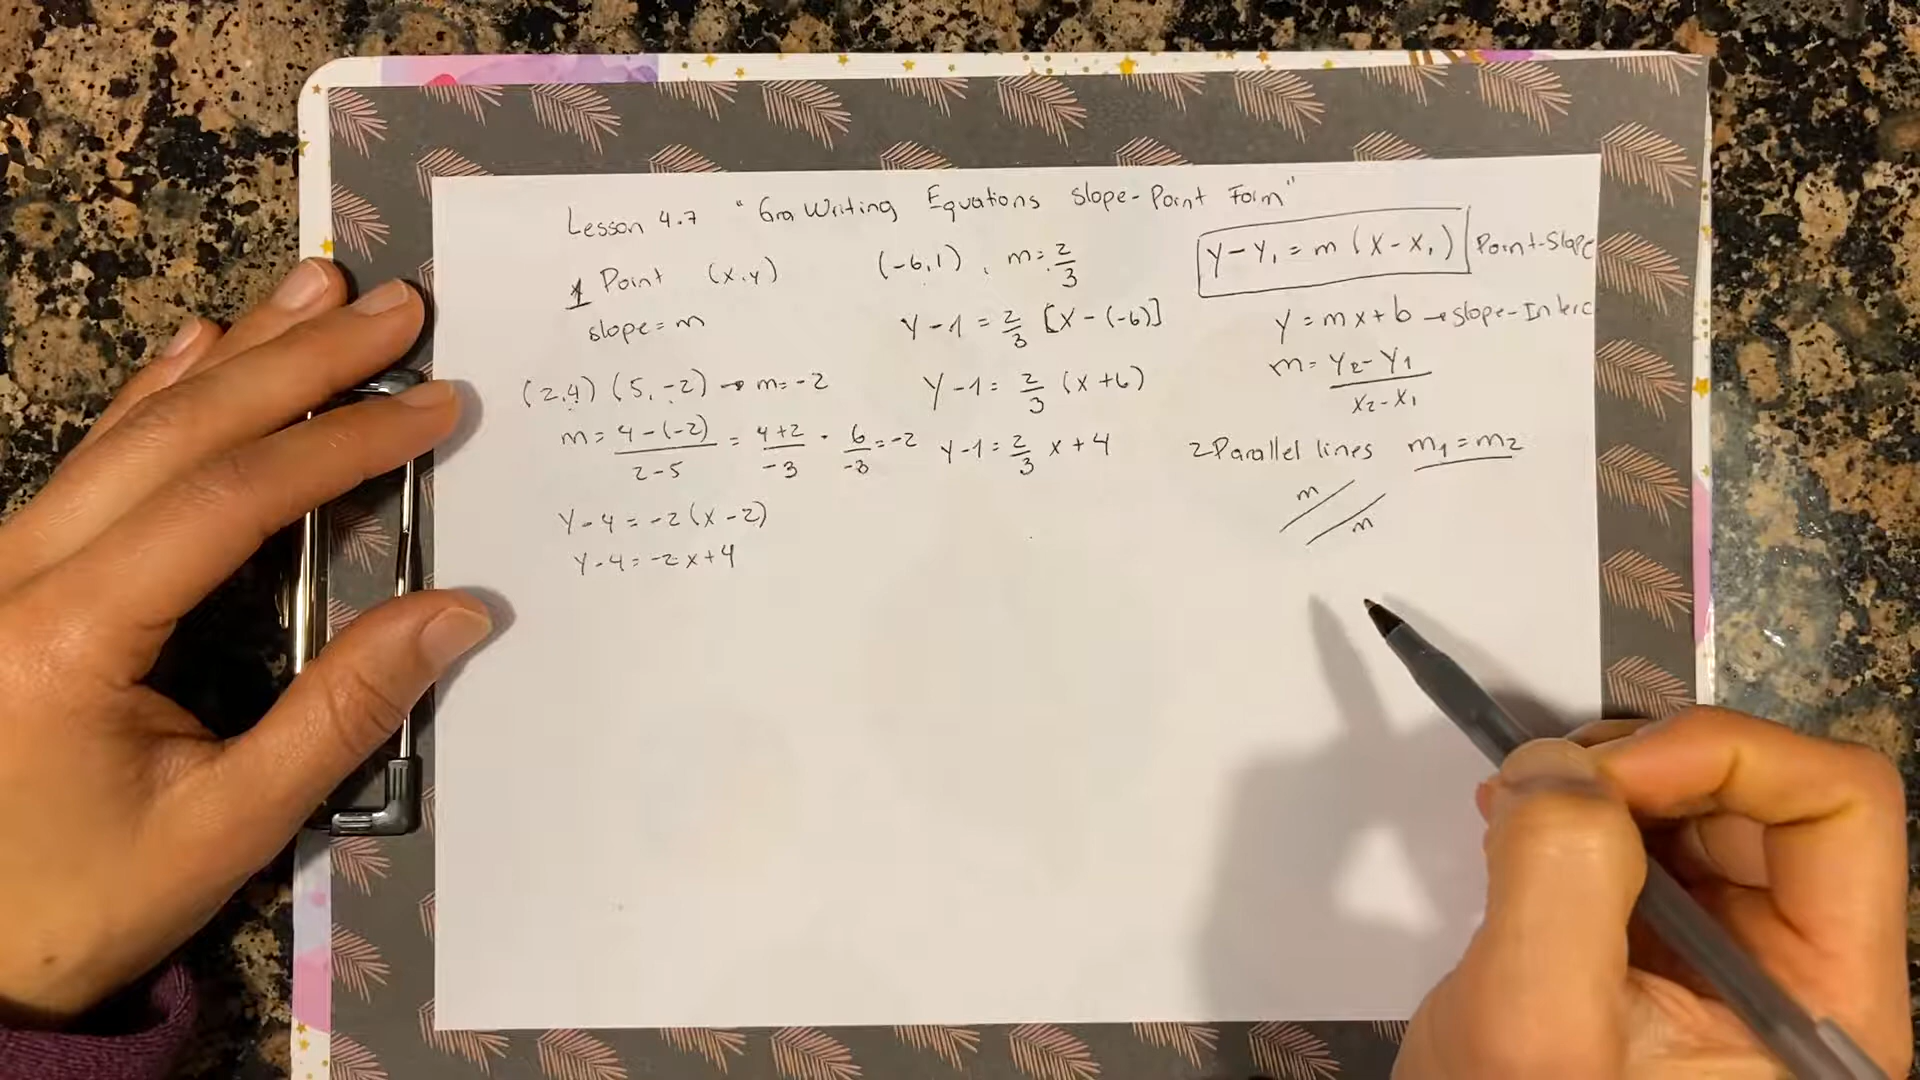 Lesson 4.7 "Gra Writing Equations Slope-Point Form"
1 Point (x,y)
slope = m
(2,4) (5,-2) → m = -2
m = 4-(-2)/2-5 = 4+2/-3 = 6/-3 = -2
y-4 = -2(x-2)
y-4 = -2x+4
(-6,1), m = 2/3
y-1 = 2/3 [x-(-6)]
y-1 = 2/3 (x+6)
y-1 = 2/3 x+4
y-y₁ = m(x-x₁) Point-Slope
y = mx+b → slope-Interc
m = y₂-y₁/x₂-x₁
2 Parallel lines m₁=m₂
m
m